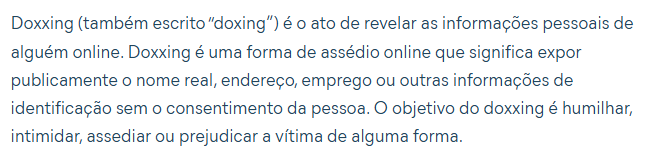 Doxxing (também escrito “doxing”) é o ato de revelar as informações pessoais de
alguém online. Doxxing é uma forma de assédio online que significa expor
publicamente o nome real, endereço, emprego ou outras informações de
identificação sem o consentimento da pessoa. O objetivo do doxxing é humilhar,
intimidar, assediar ou prejudicar a vítima de alguma forma.